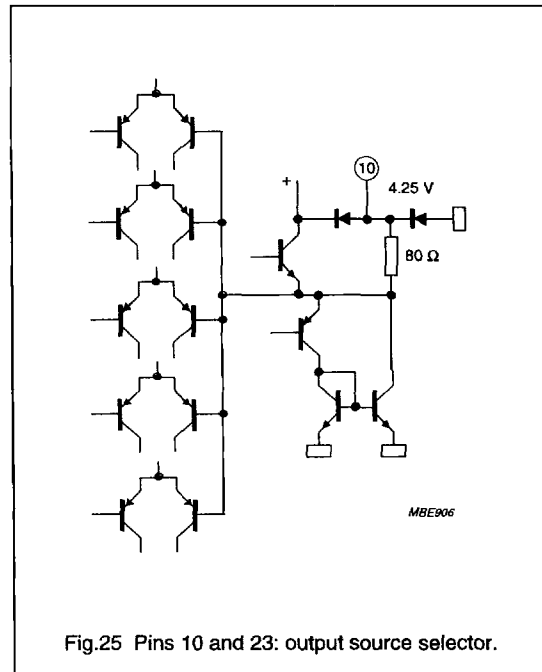 10
4.25 V
+
80 Ω
MBE906
Fig.25 Pins 10 and 23: output source selector.